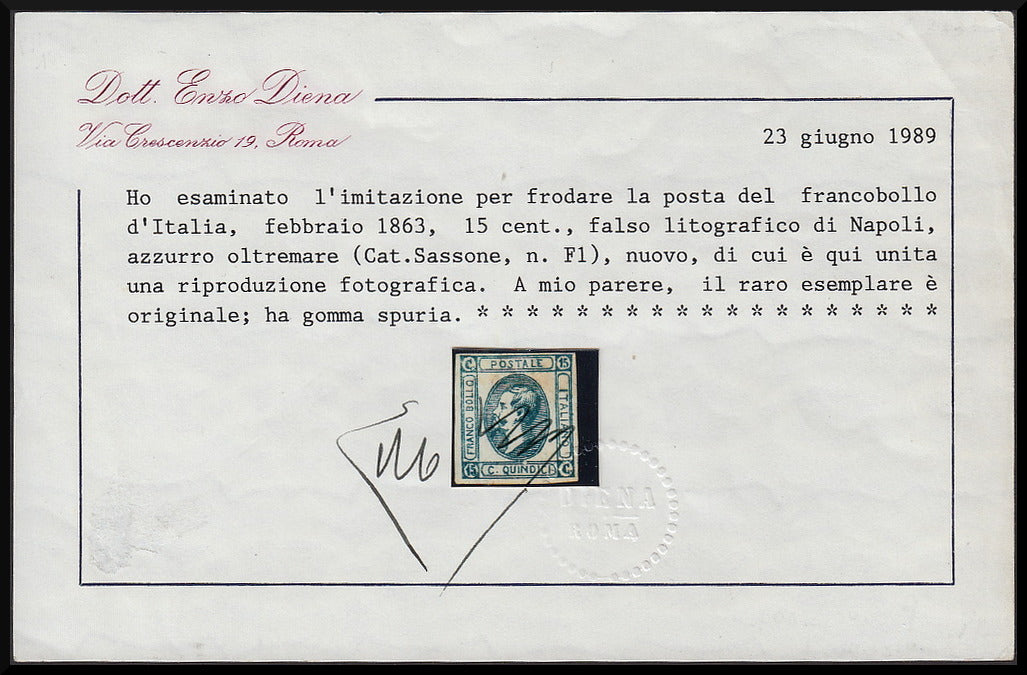 Dott. Enzo Diena
Via Crescenzio 19, Roma
23 giugno 1989
Ho esaminato l'imitazione per frodare la posta del francobollo
d'Italia, febbraio 1863, 15 cent., falso litografico di Napoli,
azzurro oltremare (Cat.Sassone, n. F1), nuovo, di cui è qui unita
una riproduzione fotografica. A mio parere, il raro esemplare è
originale; ha gomma spuria. * * * * * * * * * * * * * * * * * * *
C. POSTALE 15
FRANCO BOLLO
ITALIANO
15 C. QUINDICI C.